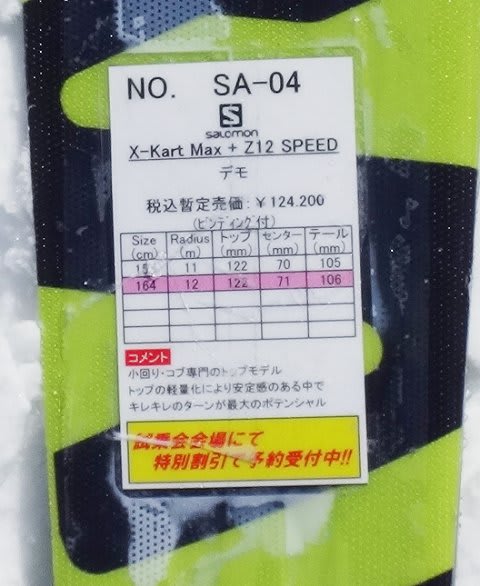 NO. SA-04
S
salomon
X-Kart Max + Z12 SPEED
デモ
税込暫定売価：￥124.200
(ビンディング付)
Size (cm) Radius (m) トップ (mm) センター (mm) テール (mm)
11 122 70 105
164 12 122 71 106
コメント
小回り・コブ専門のトップモデル
トップの軽量化により安定感のある中で
キレキレのターンが最大のポテンシャル
試乗会会場にて
特別割引で予約受付中!!